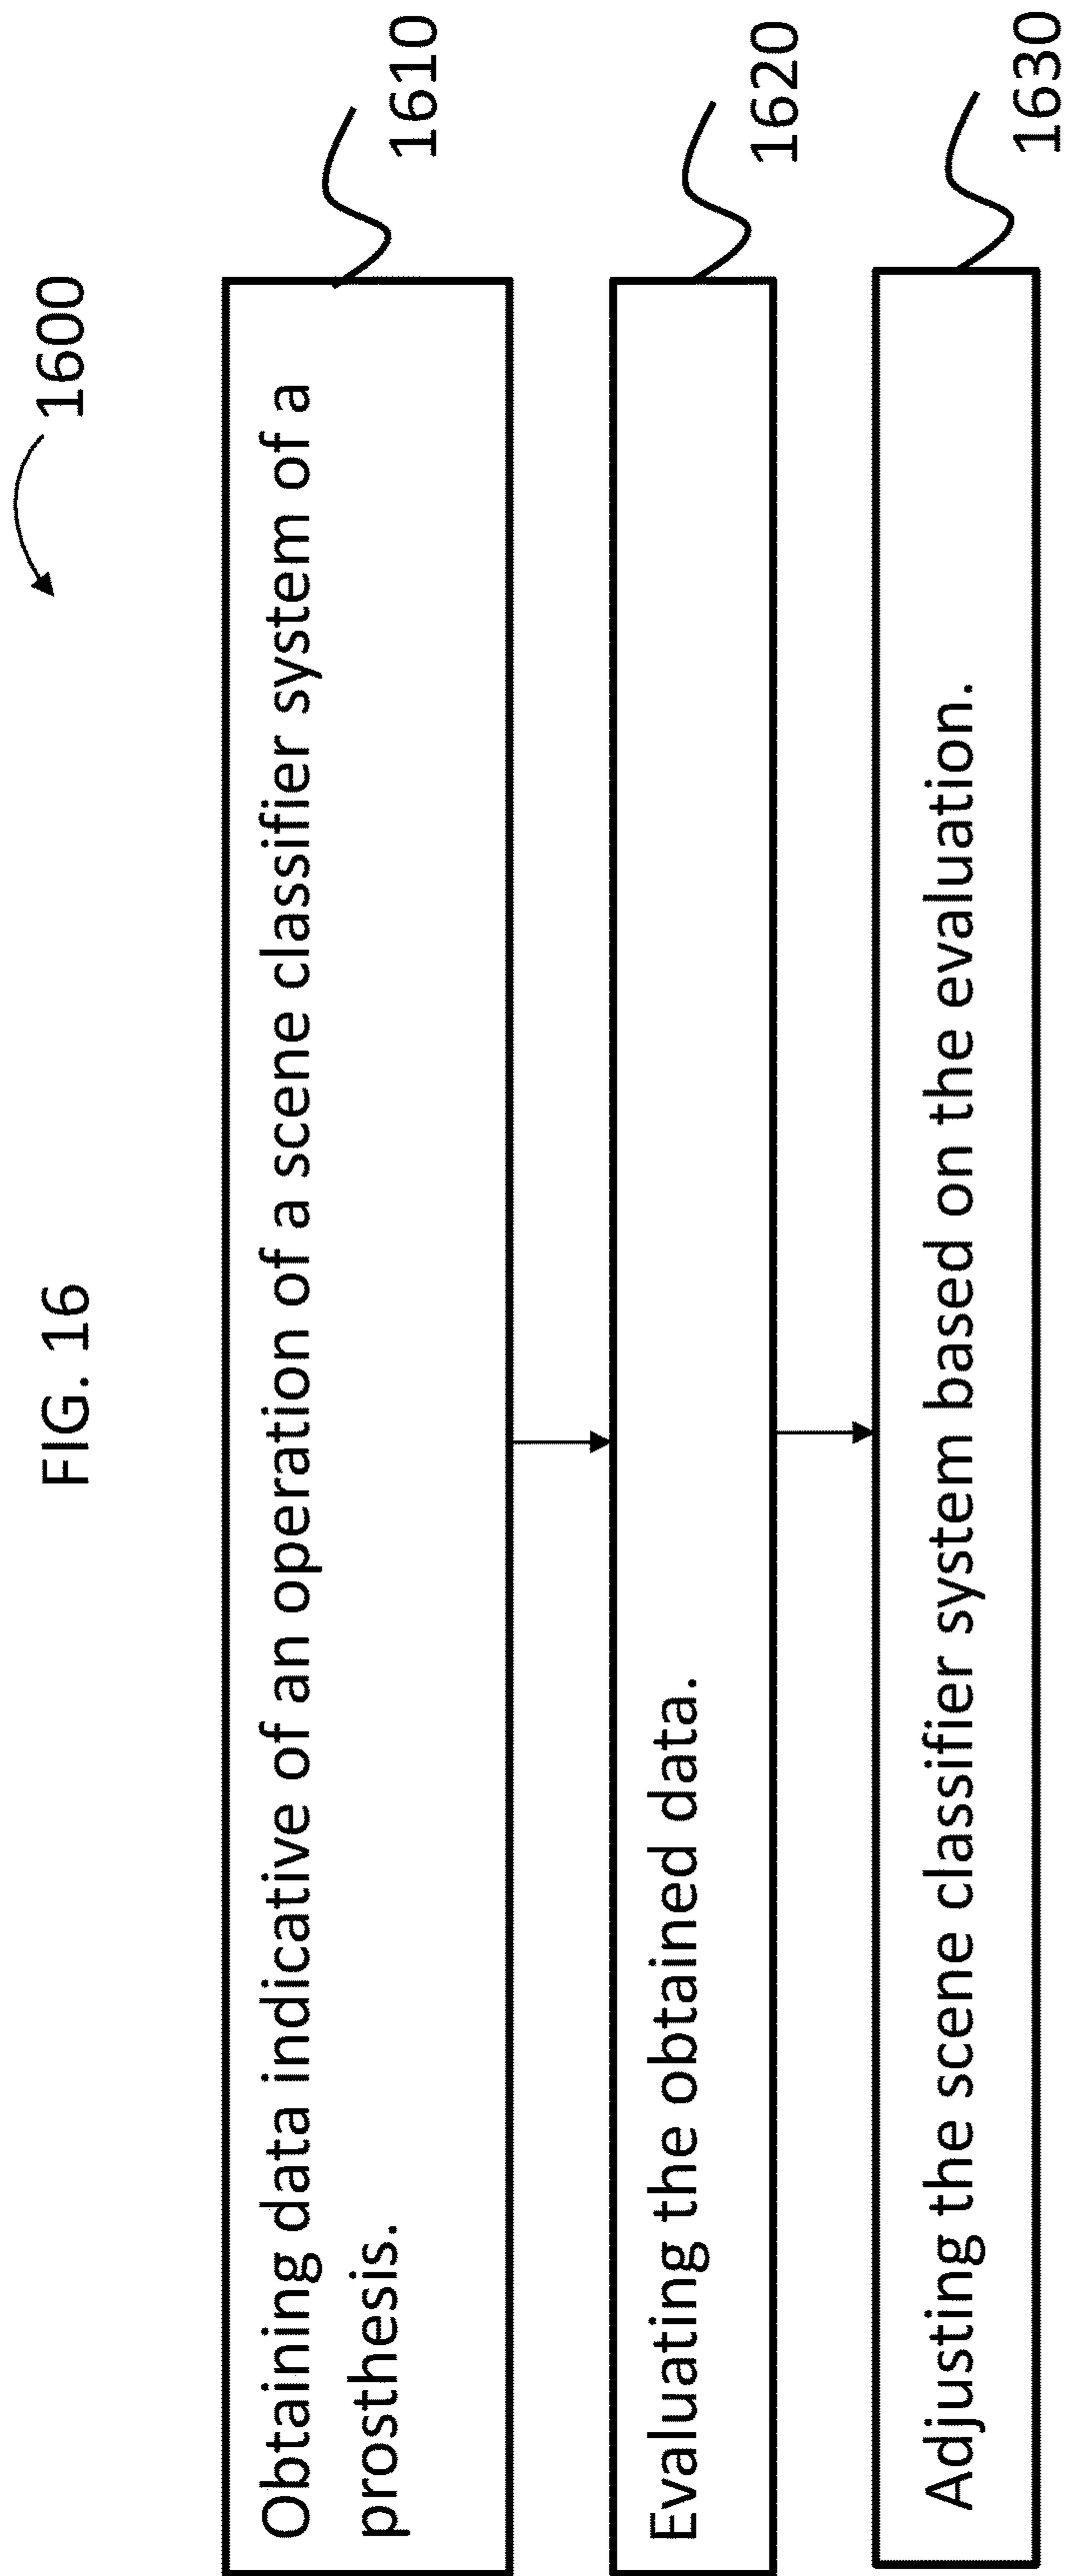 FIG. 16
1600
Obtaining data indicative of an operation of a scene classifier system of a
prosthesis.
1610
Evaluating the obtained data.
1620
Adjusting the scene classifier system based on the evaluation.
1630